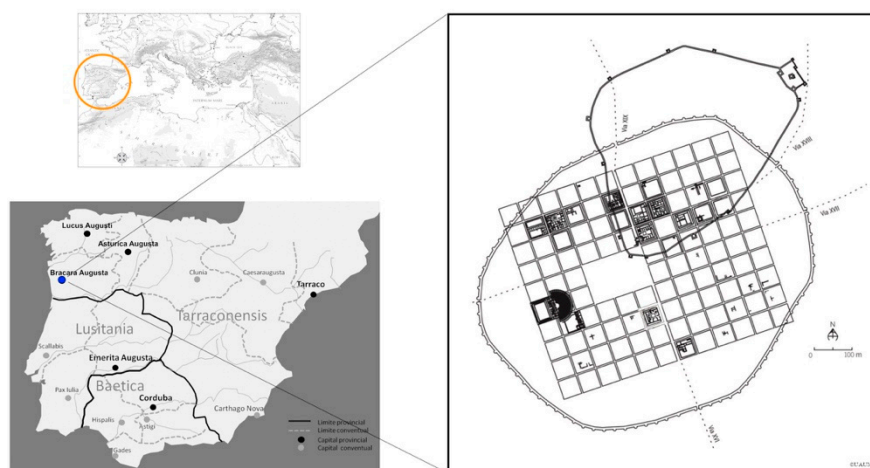 Lucus Augusti
Asturica Augusta
Bracara Augusta
Clunia
Caesaraugusta
Tarraco
Tarraconensis
Lusitania
Scallabis
Emerita Augusta
Pax Iulia
Baetica
Corduba
Carthago Nova
Hispalis
Astigi
Gades
Limite provincial
Limite conventual
Capital provincial
Capital conventual
Via XIX
Via XVIII
Via XVII
Via XVI
N
0 100 m
©UAUM